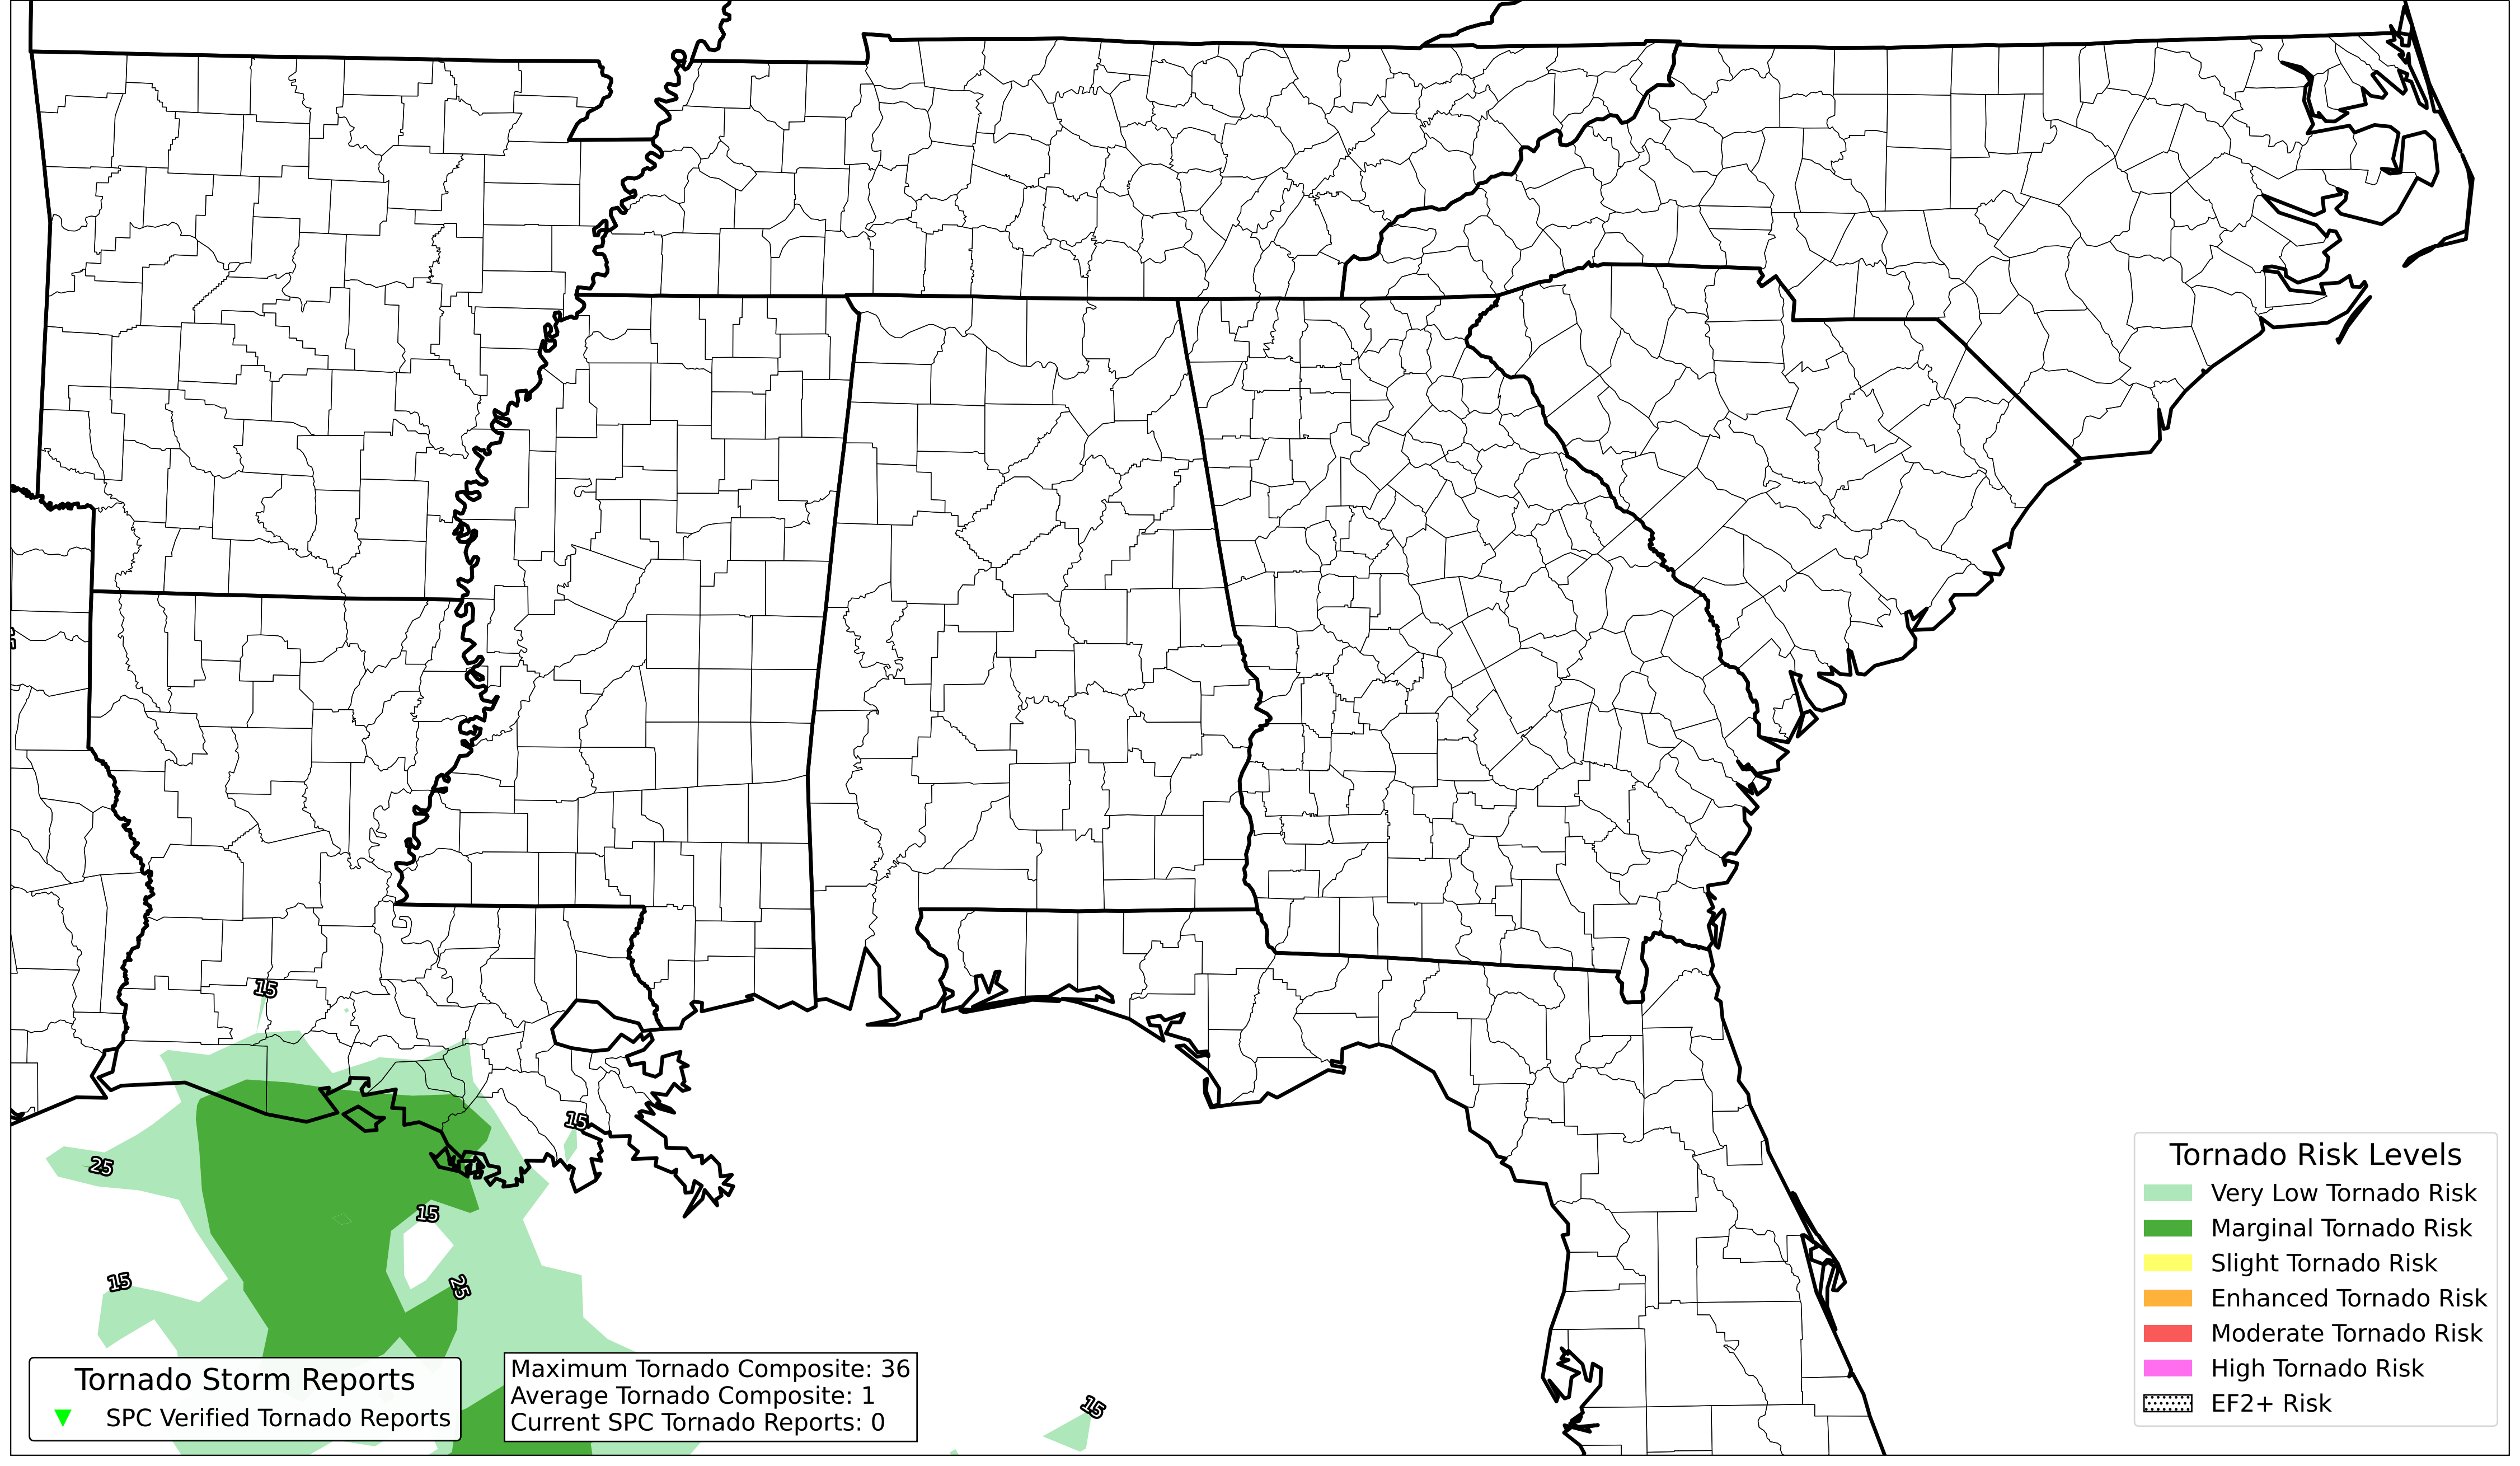 15
15
25
15
15
25
15
Tornado Storm Reports
SPC Verified Tornado Reports
Maximum Tornado Composite: 36
Average Tornado Composite: 1
Current SPC Tornado Reports: 0
Tornado Risk Levels
Very Low Tornado Risk
Marginal Tornado Risk
Slight Tornado Risk
Enhanced Tornado Risk
Moderate Tornado Risk
High Tornado Risk
EF2+ Risk